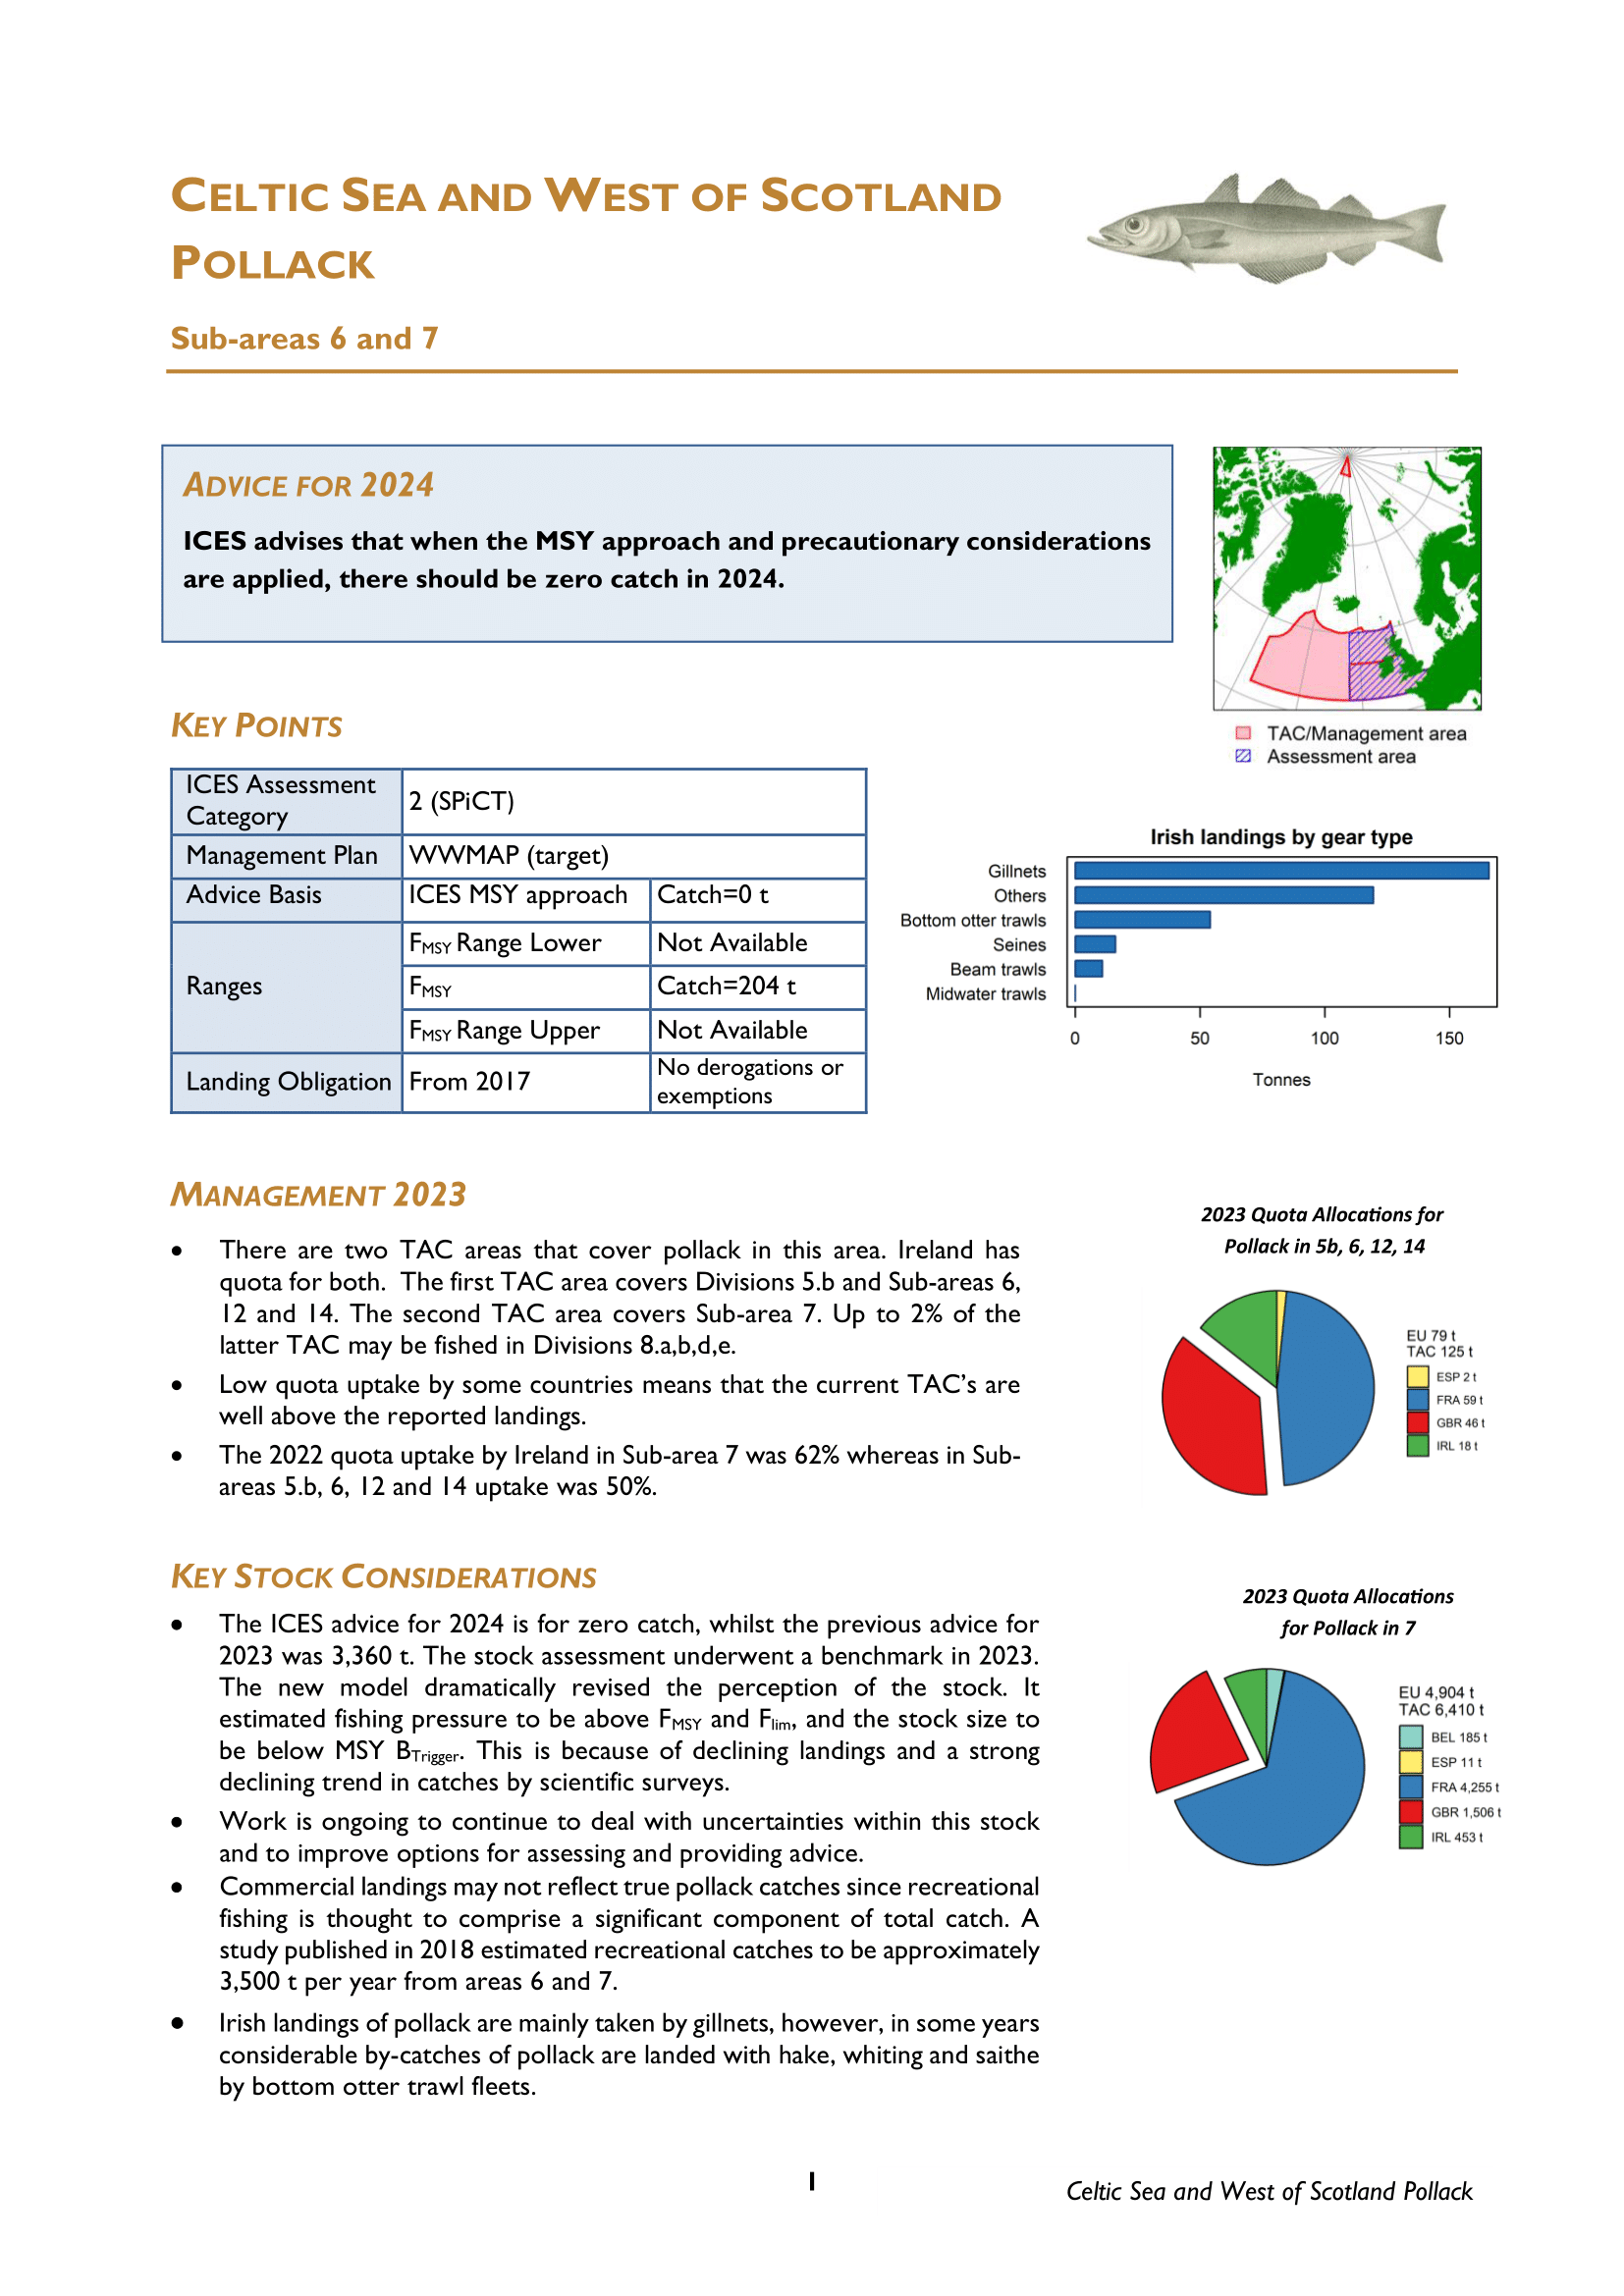 CELTIC SEA AND WEST OF SCOTLAND
POLLACK
Sub-areas 6 and 7
ADVICE FOR 2024
ICES advises that when the MSY approach and precautionary considerations
are applied, there should be zero catch in 2024.
TAC/Management area
Assessment area
KEY POINTS
ICES Assessment
Category
2 (SPiCT)
Management Plan
WWMAP (target)
Advice Basis
ICES MSY approach
Catch=0 t
Ranges
FMSY Range Lower
Not Available
FMSY
Catch=204 t
FMSY Range Upper
Not Available
Landing Obligation
From 2017
No derogations or
exemptions
Irish landings by gear type
Gillnets
Others
Bottom otter trawls
Seines
Beam trawls
Midwater trawls
0 50 100 150
Tonnes
MANAGEMENT 2023
• There are two TAC areas that cover pollack in this area. Ireland has
quota for both. The first TAC area covers Divisions 5.b and Sub-areas 6,
12 and 14. The second TAC area covers Sub-area 7. Up to 2% of the
latter TAC may be fished in Divisions 8.a,b,d,e.
• Low quota uptake by some countries means that the current TAC's are
well above the reported landings.
• The 2022 quota uptake by Ireland in Sub-area 7 was 62% whereas in Sub-
areas 5.b, 6, 12 and 14 uptake was 50%.
2023 Quota Allocations for
Pollack in 5b, 6, 12, 14
EU 79 t
TAC 125 t
ESP 2 t
FRA 59 t
GBR 46 t
IRL 18 t
KEY STOCK CONSIDERATIONS
• The ICES advice for 2024 is for zero catch, whilst the previous advice for
2023 was 3,360 t. The stock assessment underwent a benchmark in 2023.
The new model dramatically revised the perception of the stock. It
estimated fishing pressure to be above FMSY and Flim, and the stock size to
be below MSY BTrigger. This is because of declining landings and a strong
declining trend in catches by scientific surveys.
• Work is ongoing to continue to deal with uncertainties within this stock
and to improve options for assessing and providing advice.
• Commercial landings may not reflect true pollack catches since recreational
fishing is thought to comprise a significant component of total catch. A
study published in 2018 estimated recreational catches to be approximately
3,500 t per year from areas 6 and 7.
• Irish landings of pollack are mainly taken by gillnets, however, in some years
considerable by-catches of pollack are landed with hake, whiting and saithe
by bottom otter trawl fleets.
2023 Quota Allocations
for Pollack in 7
EU 4,904 t
TAC 6,410 t
BEL 185 t
ESP 11 t
FRA 4,255 t
GBR 1,506 t
IRL 453 t
1
Celtic Sea and West of Scotland Pollack